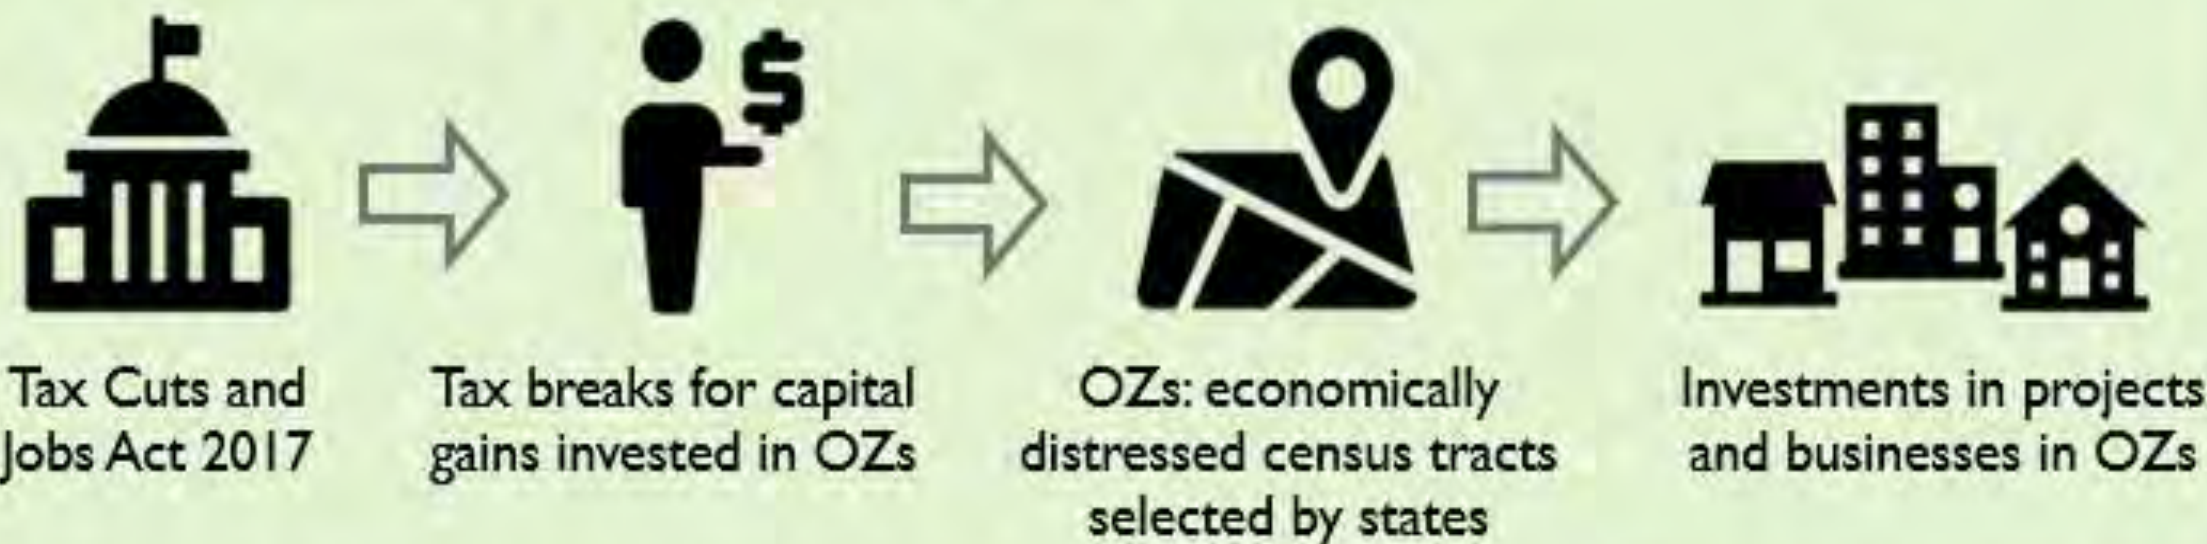 Tax Cuts and
Jobs Act 2017
Tax breaks for capital
gains invested in OZs
OZs: economically
distressed census tracts
selected by states
Investments in projects
and businesses in OZs